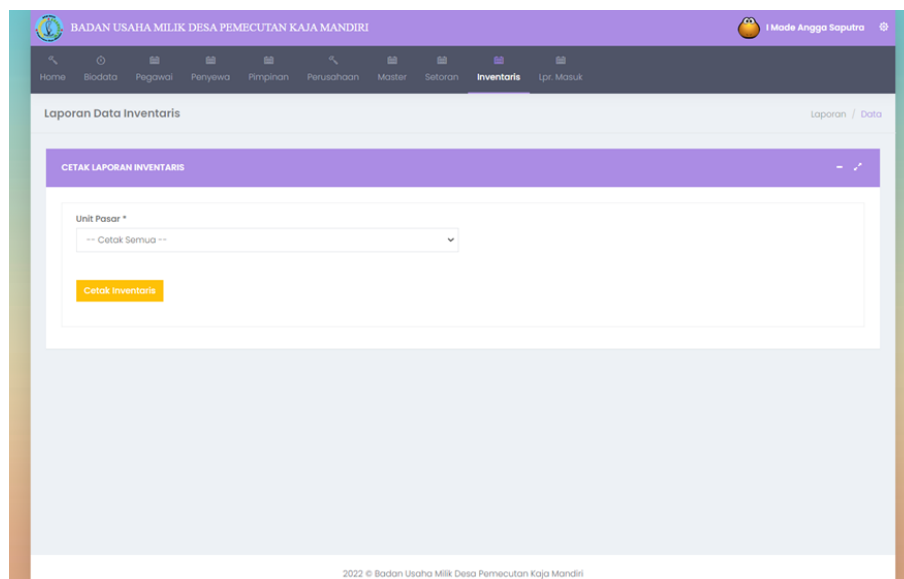 BADAN USAHA MILIK DESA PEMECUTAN KAJA MANDIRI
I Made Angga Saputra
Home Biodata Pegawai Penyewa Pimpinan Perusahaan Master Setoran Inventaris Lpr. Masuk
Laporan Data Inventaris
Laporan / Data
CETAK LAPORAN INVENTARIS
Unit Pasar *
-- Cetak Semua --
Cetak Inventaris
2022 © Badan Usaha Milik Desa Pemecutan Kaja Mandiri